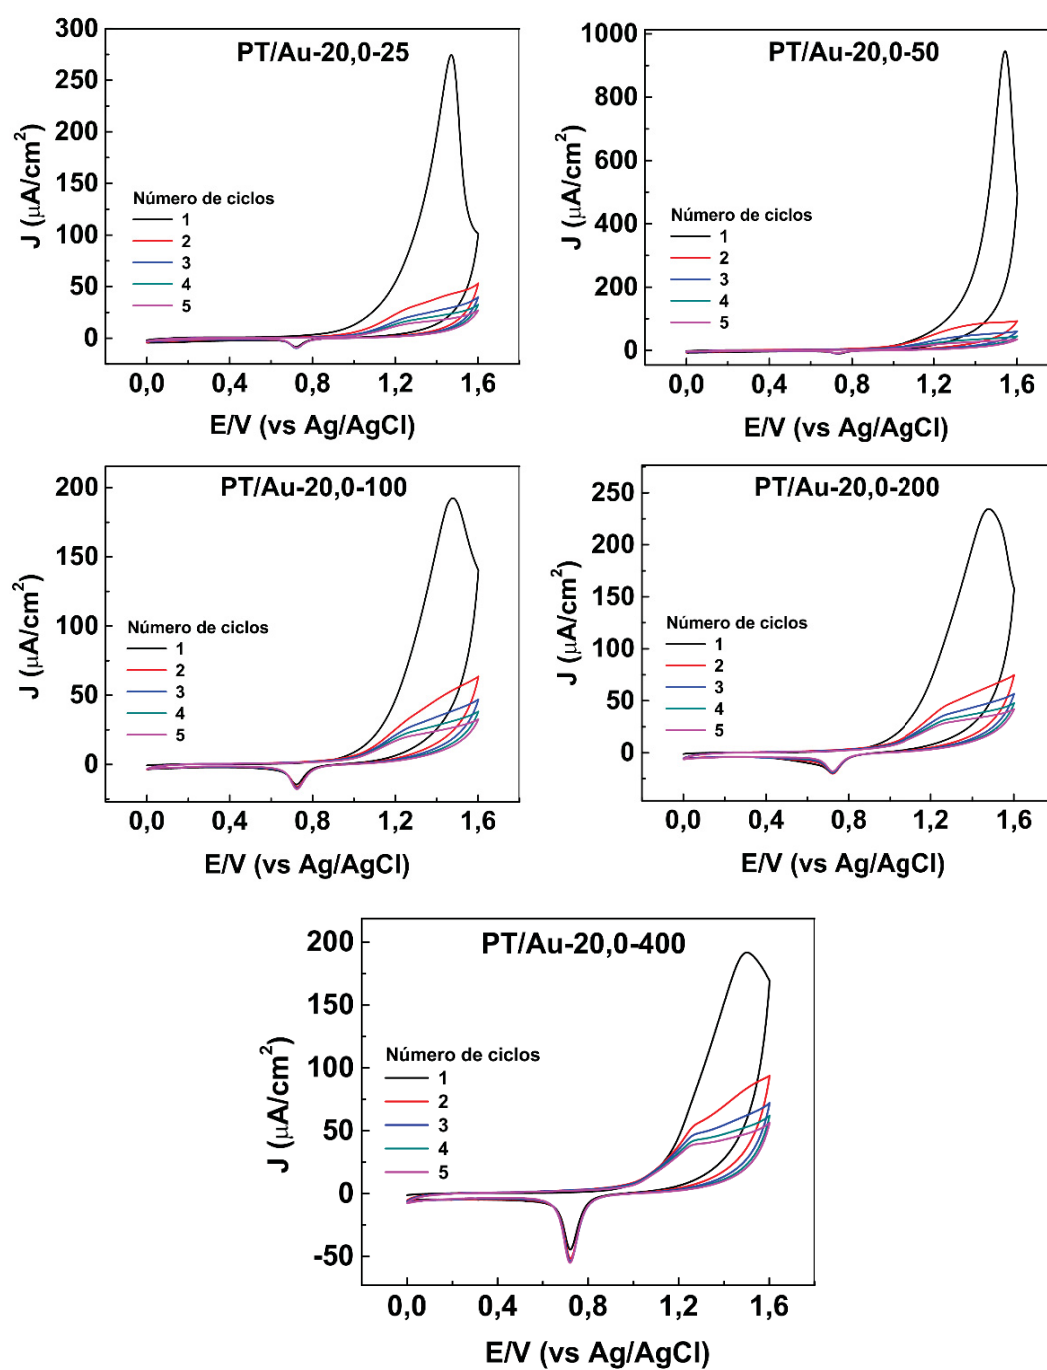 PT/Au-20,0-25
300
250
200
150
100
50
0
J (μA/cm²)
Número de ciclos
1
2
3
4
5
0,0 0,4 0,8 1,2 1,6
E/V (vs Ag/AgCl)
PT/Au-20,0-50
1000
800
600
400
200
0
J (μA/cm²)
Número de ciclos
1
2
3
4
5
0,0 0,4 0,8 1,2 1,6
E/V (vs Ag/AgCl)
PT/Au-20,0-100
200
150
100
50
0
J (μA/cm²)
Número de ciclos
1
2
3
4
5
0,0 0,4 0,8 1,2 1,6
E/V (vs Ag/AgCl)
PT/Au-20,0-200
250
200
150
100
50
0
J (μA/cm²)
Número de ciclos
1
2
3
4
5
0,0 0,4 0,8 1,2 1,6
E/V (vs Ag/AgCl)
PT/Au-20,0-400
200
150
100
50
0
-50
J (μA/cm²)
Número de ciclos
1
2
3
4
5
0,0 0,4 0,8 1,2 1,6
E/V (vs Ag/AgCl)